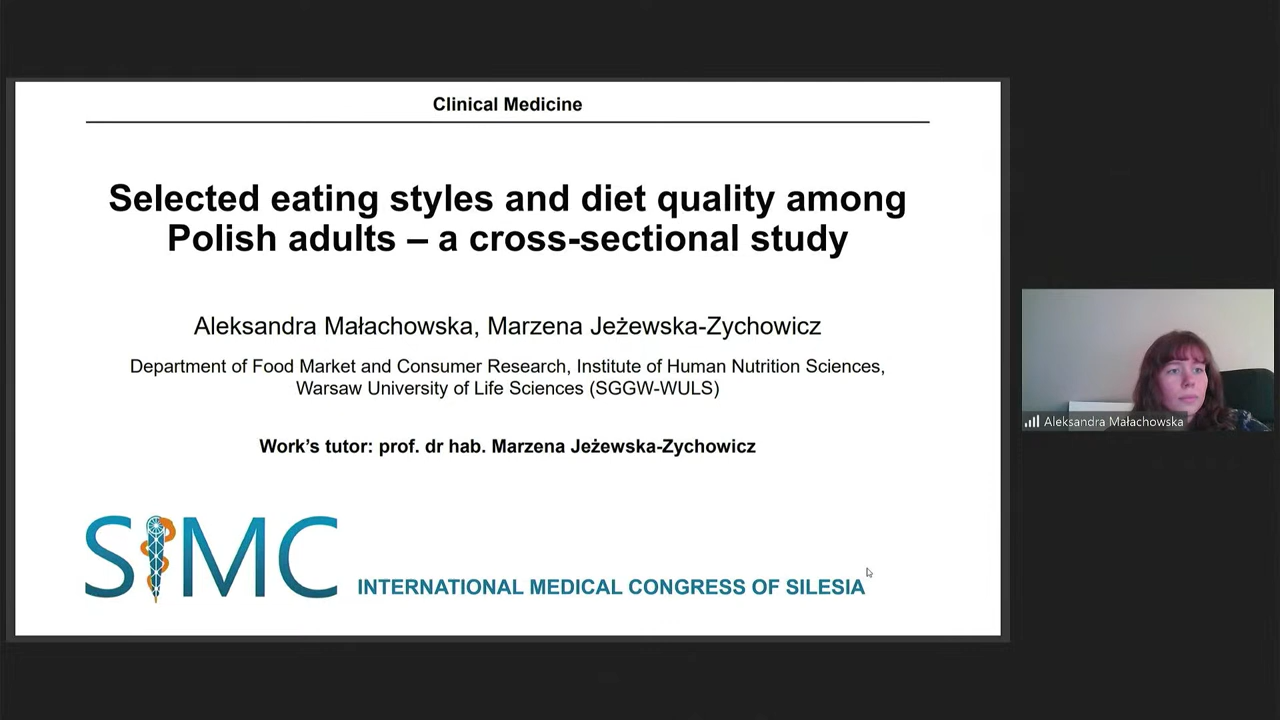 Clinical Medicine
Selected eating styles and diet quality among
Polish adults – a cross-sectional study
Aleksandra Małachowska, Marzena Jeżewska-Zychowicz
Department of Food Market and Consumer Research, Institute of Human Nutrition Sciences,
Warsaw University of Life Sciences (SGGW-WULS)
Work’s tutor: prof. dr hab. Marzena Jeżewska-Zychowicz
SIMC
INTERNATIONAL MEDICAL CONGRESS OF SILESIA
Aleksandra Małachowska